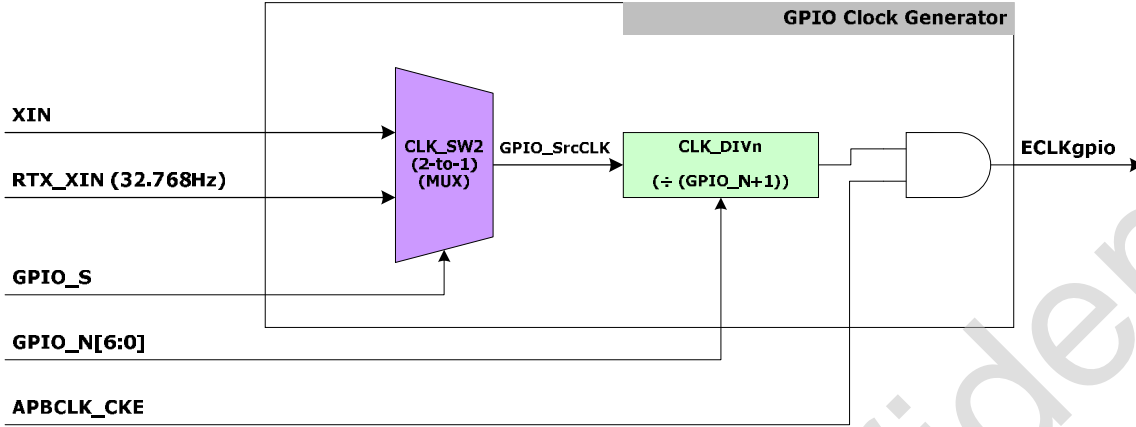 GPIO Clock Generator
XIN
CLK_SW2
(2-to-1)
(MUX)
GPIO_SrcCLK
CLK_DIVn
(÷ (GPIO_N+1))
ECLKgpio
RTX_XIN (32.768Hz)
GPIO_S
GPIO_N[6:0]
APBCLK_CKE